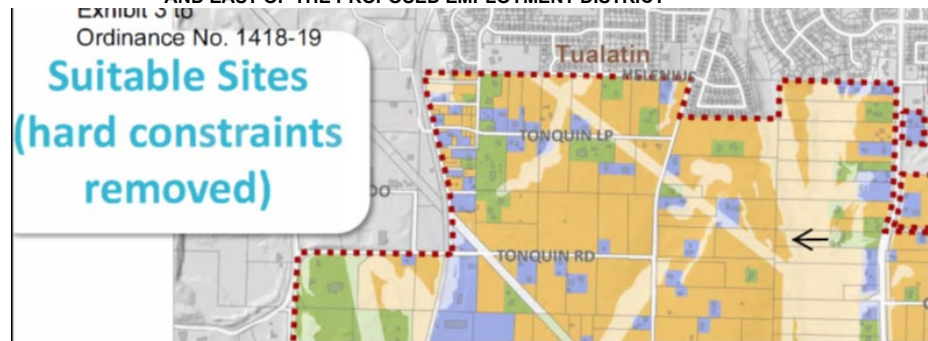 AND EAST OF THE PROPOSED EMPLOYMENT DISTRICT
Exhibit 3 to
Ordinance No. 1418-19
Suitable Sites
(hard constraints
removed)
Tualatin
TONQUIN LP
TONQUIN RD